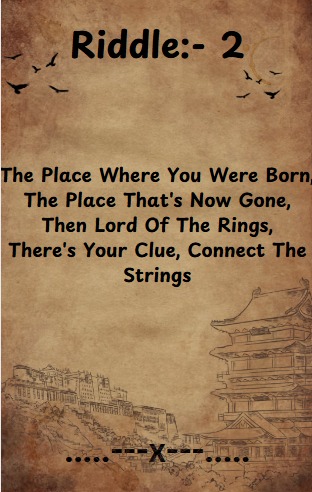 Riddle:- 2
The Place Where You Were Born,
The Place That's Now Gone,
Then Lord Of The Rings,
There's Your Clue, Connect The
Strings
.....---x---.....